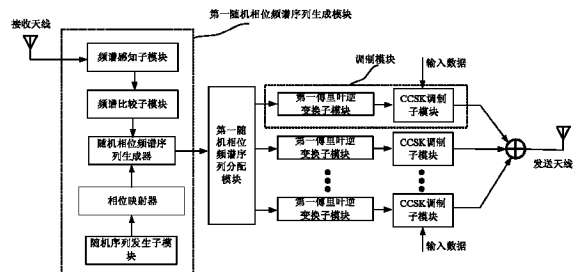 第一随机相位频谱序列生成模块
接收天线
频谱感知子模块
频谱比较子模块
随机相位频谱序
列生成器
相位映射器
随机序列发生子模
块
第一随机相位频谱序列分配模块
调制模块
输入数据
第一傅里叶逆
变换子模块
CCSK调制
子模块
第一傅里叶逆
变换子模块
CCSK调制
子模块
第一傅里叶逆
变换子模块
CCSK调制
子模块
输入数据
发送天线